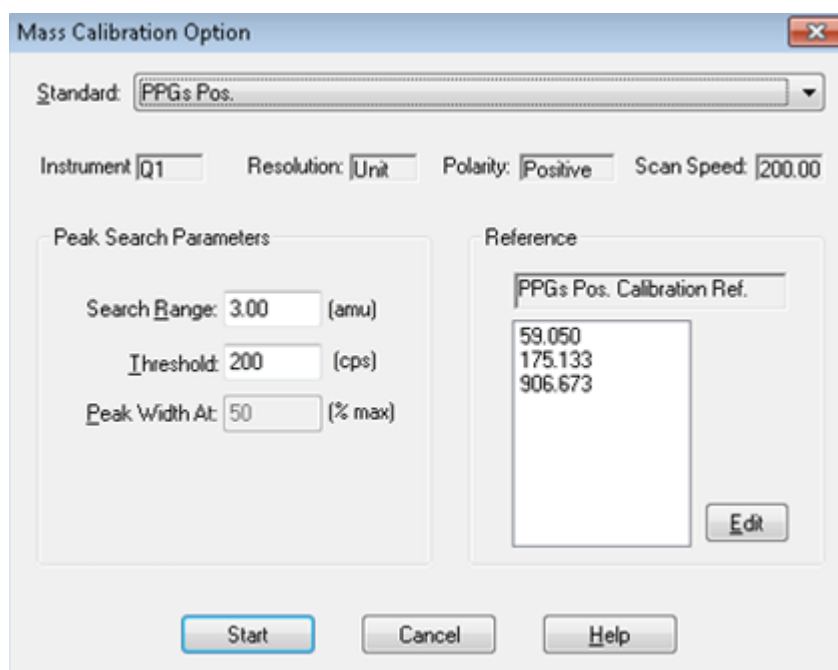 Mass Calibration Option
Standard: PPGs Pos.
Instrument Q1 Resolution: Unit Polarity: Positive Scan Speed: 200.00
Peak Search Parameters
Search Range: 3.00 (amu)
Threshold: 200 (cps)
Peak Width At: 50 (% max)
Reference
PPGs Pos. Calibration Ref.
59.050
175.133
906.673
Edit
Start Cancel Help